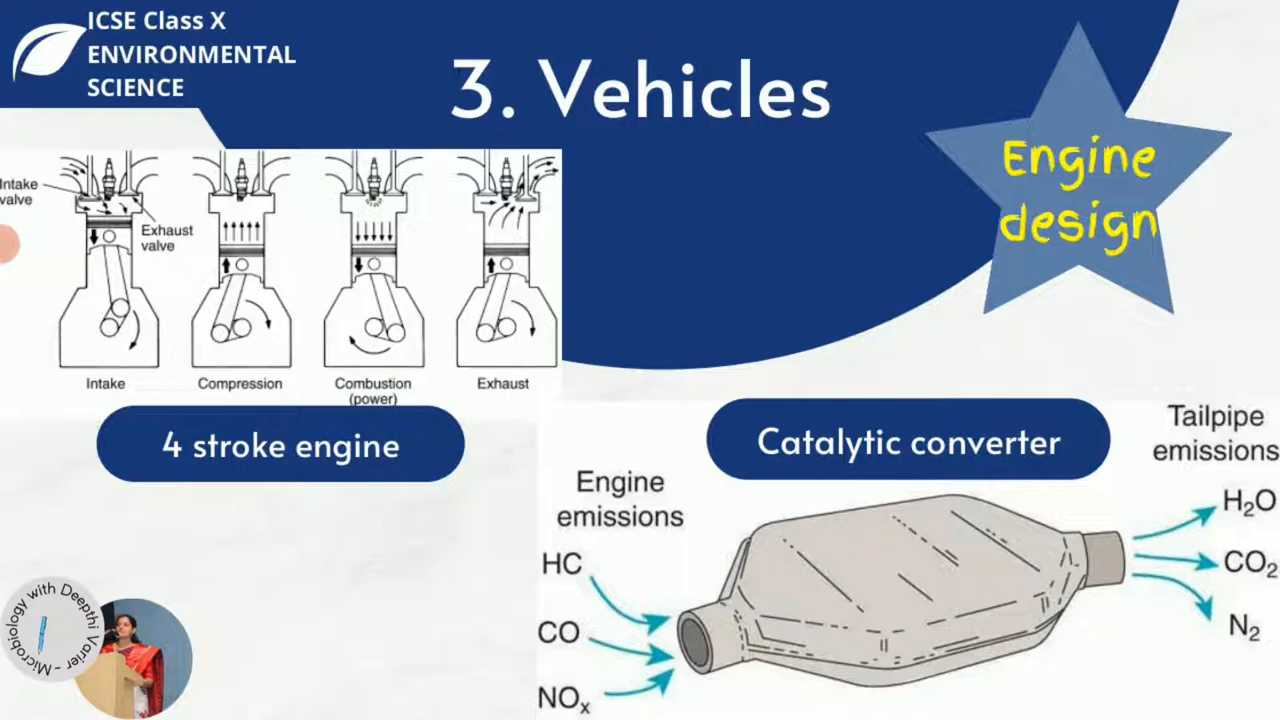 ICSE Class X
ENVIRONMENTAL
SCIENCE
3. Vehicles
Engine
design
Intake
valve
Exhaust
valve
Intake
Compression
Combustion
(power)
Exhaust
4 stroke engine
Catalytic converter
Engine
emissions
HC
CO
NOₓ
Tailpipe
emissions
H₂O
CO₂
N₂
Microbiology with Deepthi Varier -